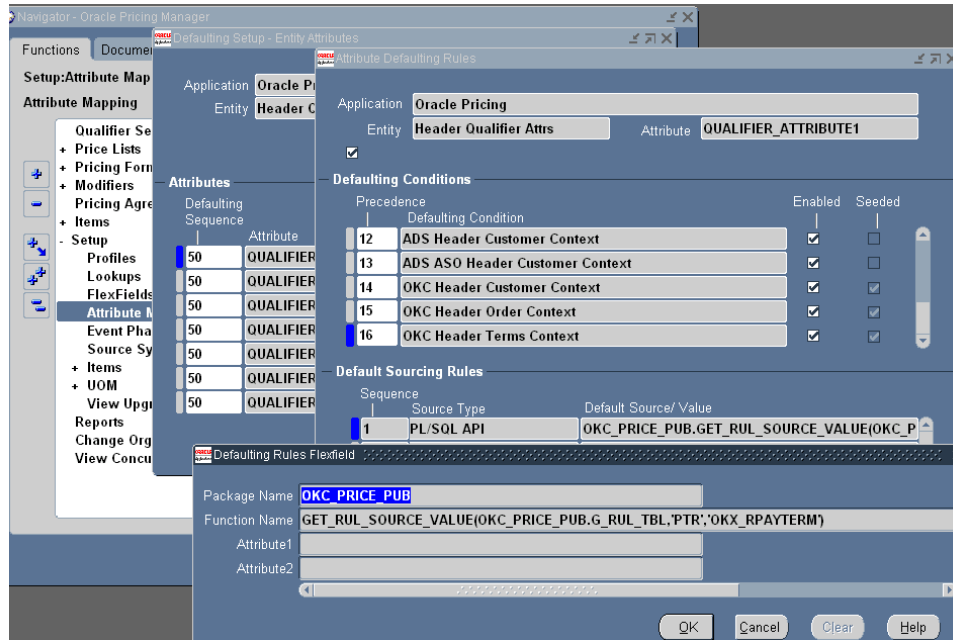 Navigator - Oracle Pricing Manager
Functions Documen
Setup:Attribute Map
Attribute Mapping
Qualifier Se
+ Price Lists
+ Pricing Form
+ Modifiers
Pricing Agre
+ Items
- Setup
Profiles
Lookups
FlexFields
Attribute M
Event Pha
Source Sy
+ Items
+ UOM
View Upgr
Reports
Change Org
View Concu
Defaulting Setup - Entity Attributes
Application Oracle Pr
Entity Header Q
Attributes
Defaulting
Sequence
Attribute
50 QUALIFIER
50 QUALIFIER
50 QUALIFIER
50 QUALIFIER
50 QUALIFIER
50 QUALIFIER
50 QUALIFIER
Attribute Defaulting Rules
Application Oracle Pricing
Entity Header Qualifier Attrs Attribute QUALIFIER_ATTRIBUTE1
Defaulting Conditions
Precedence Enabled Seeded
Defaulting Condition
12 ADS Header Customer Context
13 ADS ASO Header Customer Context
14 OKC Header Customer Context
15 OKC Header Order Context
16 OKC Header Terms Context
Default Sourcing Rules
Sequence
Source Type Default Source/ Value
1 PL/SQL API OKC_PRICE_PUB.GET_RUL_SOURCE_VALUE(OKC_P
Defaulting Rules Flexfield
Package Name OKC_PRICE_PUB
Function Name GET_RUL_SOURCE_VALUE(OKC_PRICE_PUB.G_RUL_TBL,'PTR','OKX_RPAYTERM')
Attribute1
Attribute2
OK Cancel Clear Help